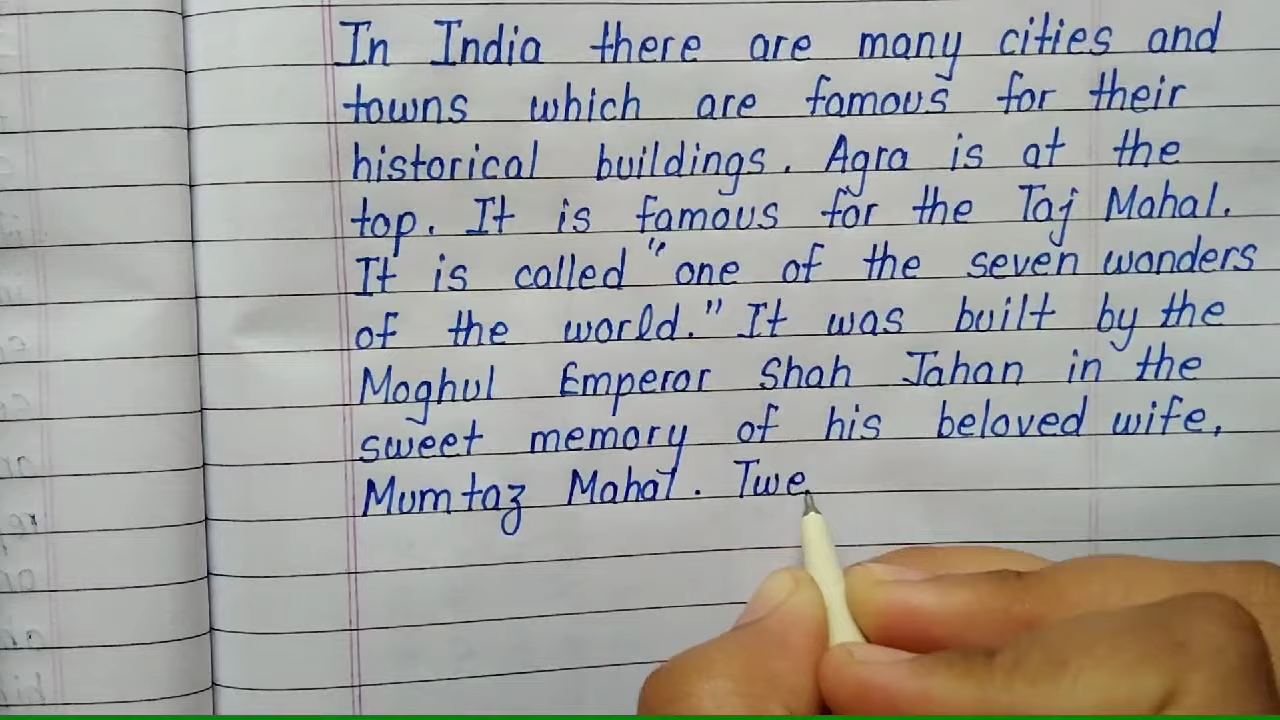 In India there are many cities and
towns which are famous for their
historical buildings. Agra is at the
top. It is famous for the Taj Mahal.
It is called "one of the seven wonders
of the world." It was built by the
Moghul Emperor Shah Jahan in the
sweet memory of his beloved wife,
Mumtaz Mahal. Twe